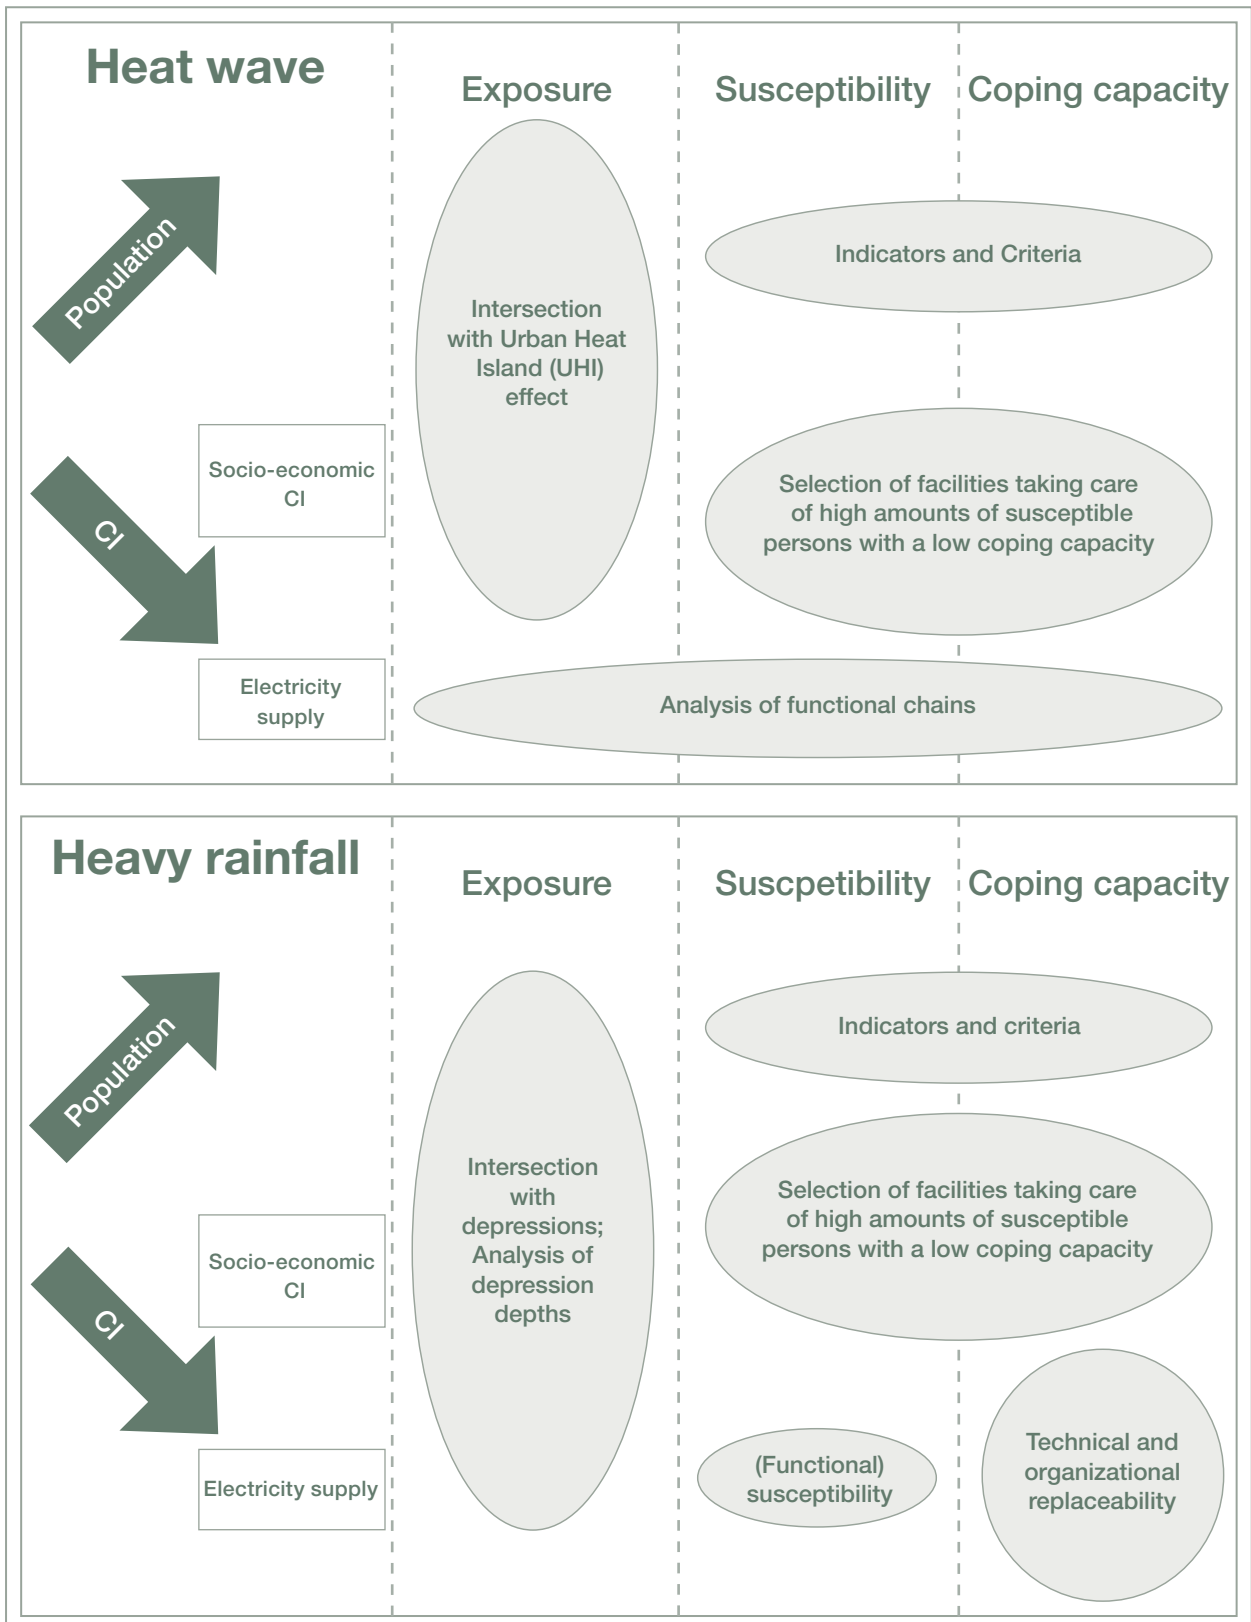 Heat wave
Exposure
Susceptibility
Coping capacity
Population
Indicators and Criteria
Intersection
with Urban Heat
Island (UHI)
effect
Socio-economic
CI
CI
Selection of facilities taking care
of high amounts of susceptible
persons with a low coping capacity
Electricity
supply
Analysis of functional chains
Heavy rainfall
Exposure
Suscpetibility
Coping capacity
Population
Indicators and criteria
Intersection
with
depressions;
Analysis of
depression
depths
Selection of facilities taking care
of high amounts of susceptible
persons with a low coping capacity
Socio-economic
CI
CI
Electricity supply
(Functional)
susceptibility
Technical and
organizational
replaceability